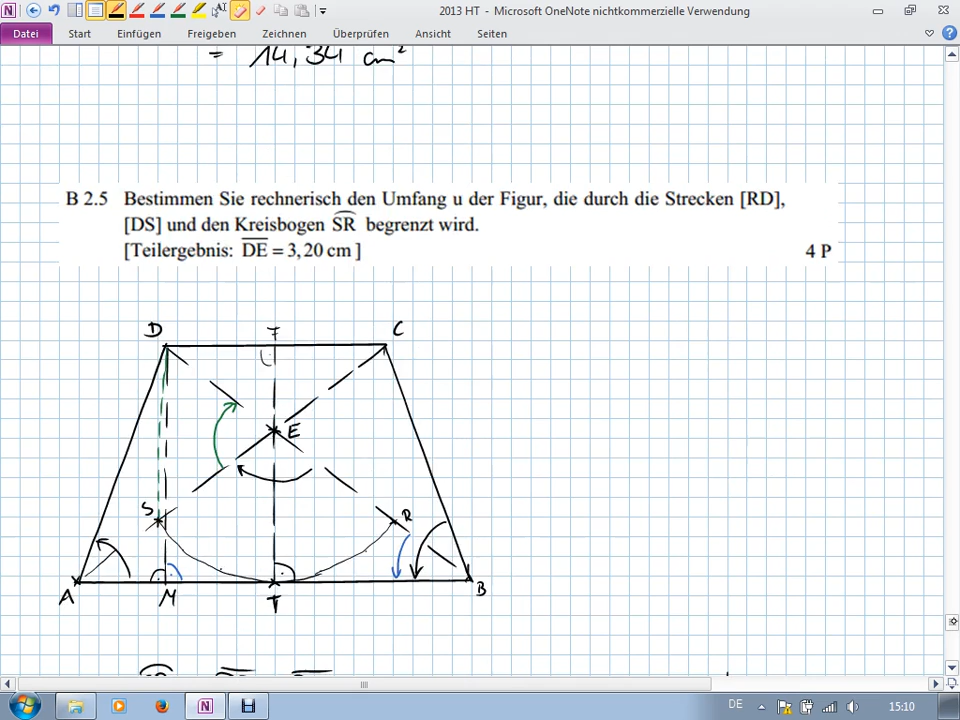 2013 HT - Microsoft OneNote nichtkommerzielle Verwendung
Datei Start Einfügen Freigeben Zeichnen Überprüfen Ansicht Seiten
= 14,34 cm²
B 2.5 Bestimmen Sie rechnerisch den Umfang u der Figur, die durch die Strecken [RD],
[DS] und den Kreisbogen SR begrenzt wird.
[Teilergebnis: DE = 3,20 cm ] 4 P
D F C
E
S R
A M T B
DE 15:10